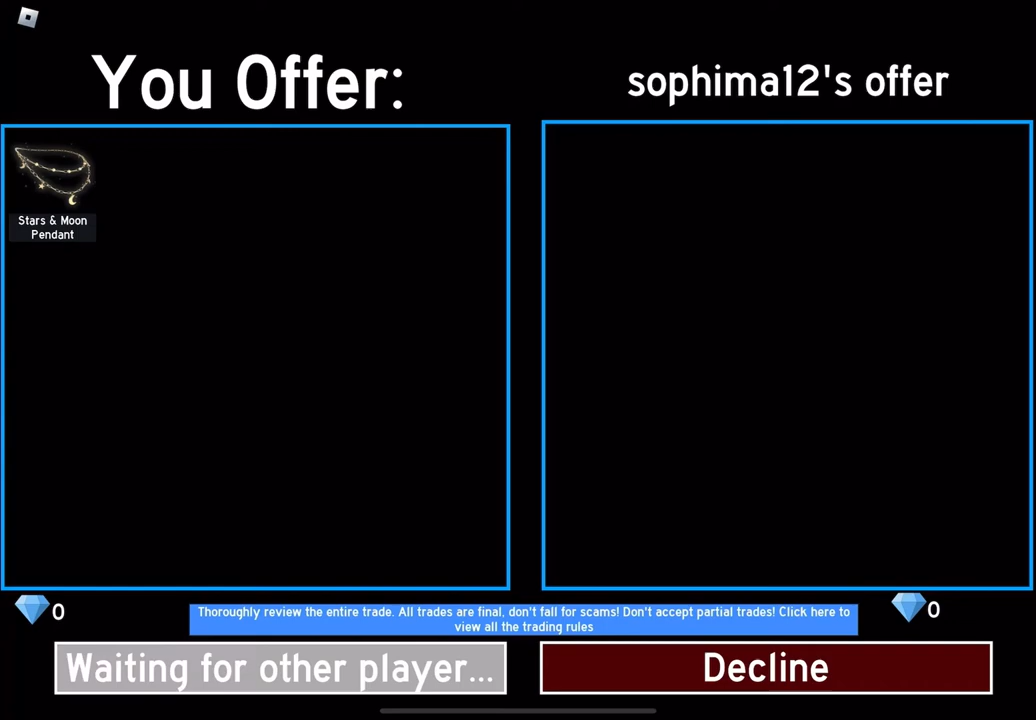 You Offer:
sophima12's offer
Stars & Moon
Pendant
0
0
Thoroughly review the entire trade. All trades are final, don't fall for scams! Don't accept partial trades! Click here to
view all the trading rules
Waiting for other player...
Decline